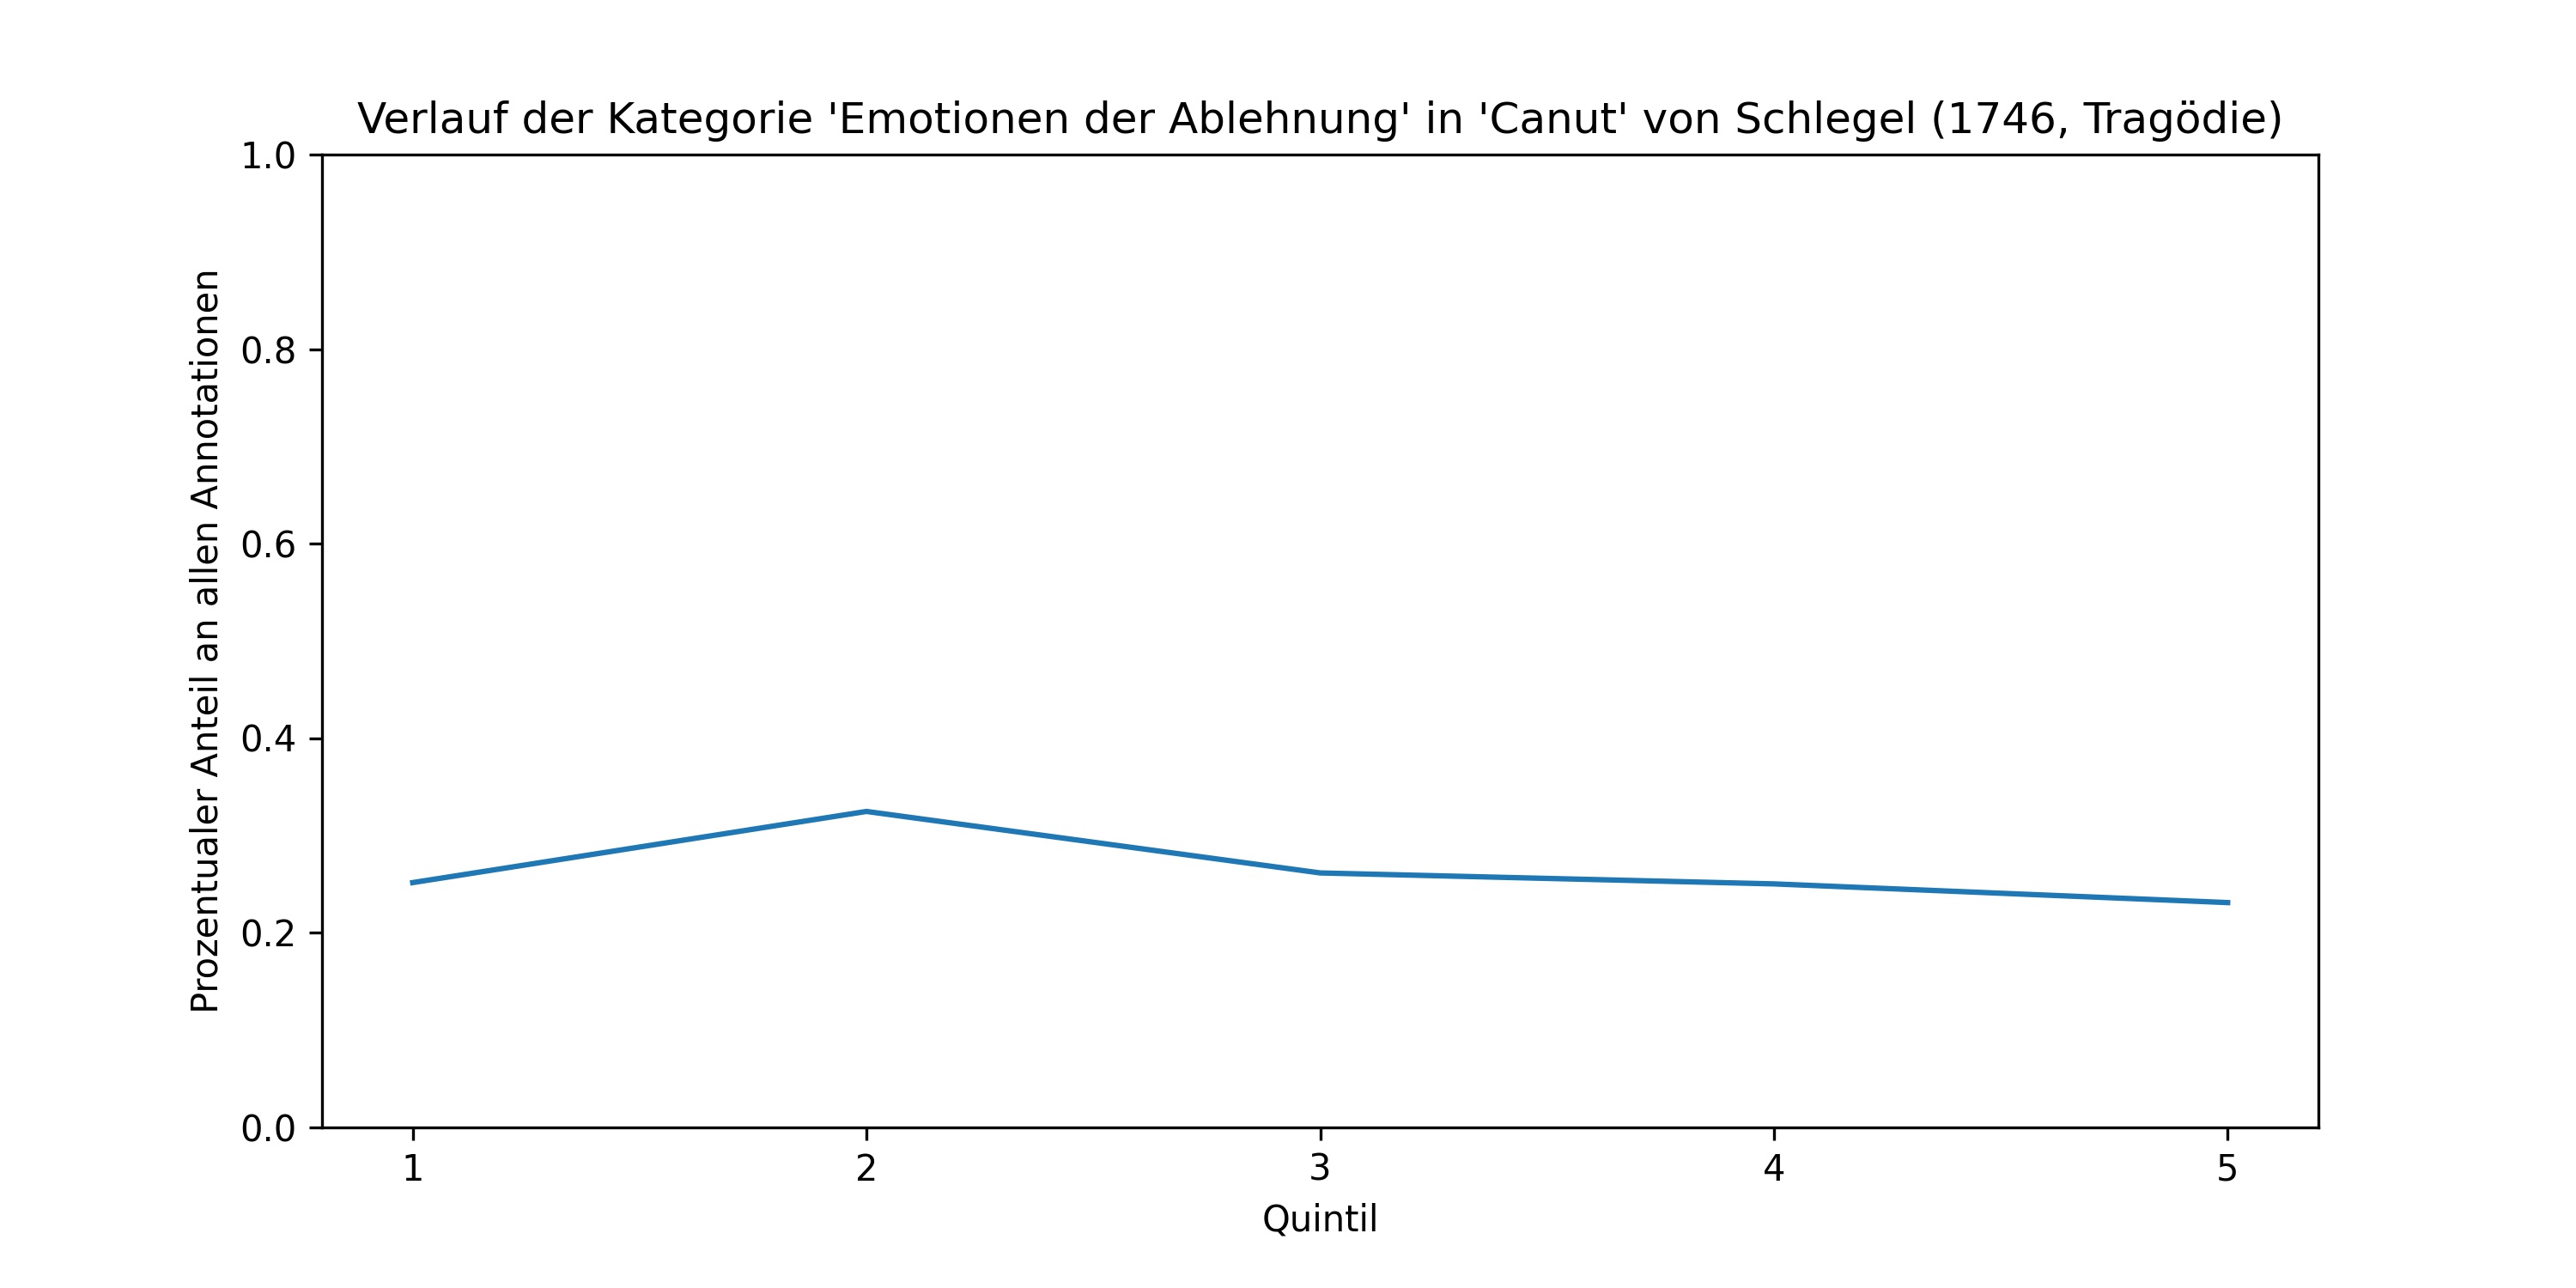 Verlauf der Kategorie 'Emotionen der Ablehnung' in 'Canut' von Schlegel (1746, Tragödie)
Prozentualer Anteil an allen Annotationen
1.0
0.8
0.6
0.4
0.2
0.0
1 2 3 4 5
Quintil